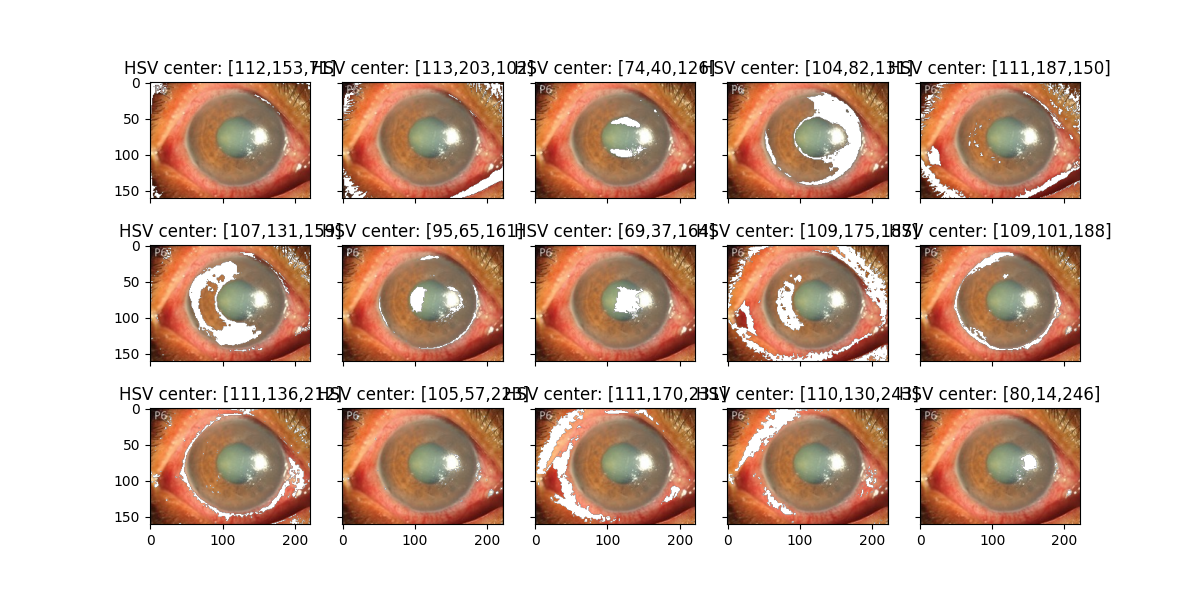 HSV center: [112,153,71] HSV center: [113,203,102] HSV center: [74,40,126] HSV center: [104,82,131] HSV center: [111,187,150]
0
P6 P6 P6 P6 P6
50
100
150
HSV center: [107,131,159] HSV center: [95,65,161] HSV center: [69,37,164] HSV center: [109,175,187] HSV center: [109,101,188]
0
P6 P6 P6 P6 P6
50
100
150
HSV center: [111,136,212] HSV center: [105,57,223] HSV center: [111,170,231] HSV center: [110,130,243] HSV center: [80,14,246]
0
P6 P6 P6 P6 P6
50
100
150
0 100 200 0 100 200 0 100 200 0 100 200 0 100 200